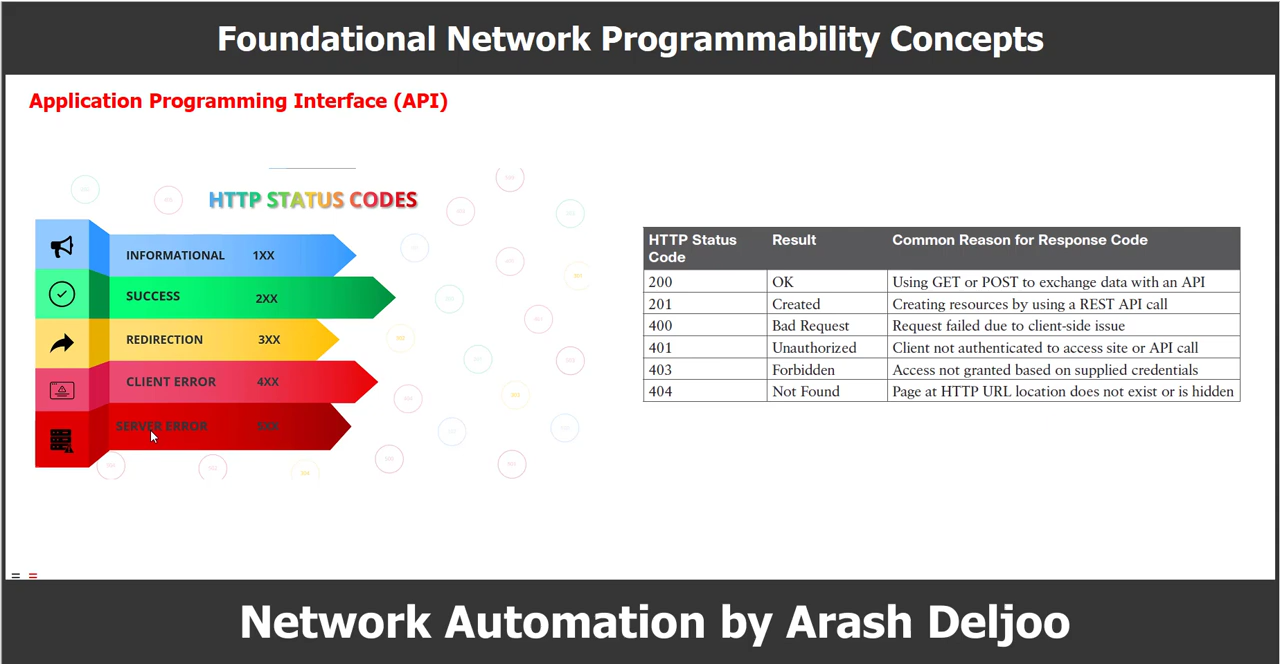 Foundational Network Programmability Concepts
Application Programming Interface (API)
HTTP STATUS CODES
INFORMATIONAL 1XX
SUCCESS 2XX
REDIRECTION 3XX
CLIENT ERROR 4XX
SERVER ERROR 5XX
HTTP Status Code Result Common Reason for Response Code
200 OK Using GET or POST to exchange data with an API
201 Created Creating resources by using a REST API call
400 Bad Request Request failed due to client-side issue
401 Unauthorized Client not authenticated to access site or API call
403 Forbidden Access not granted based on supplied credentials
404 Not Found Page at HTTP URL location does not exist or is hidden
Network Automation by Arash Deljoo